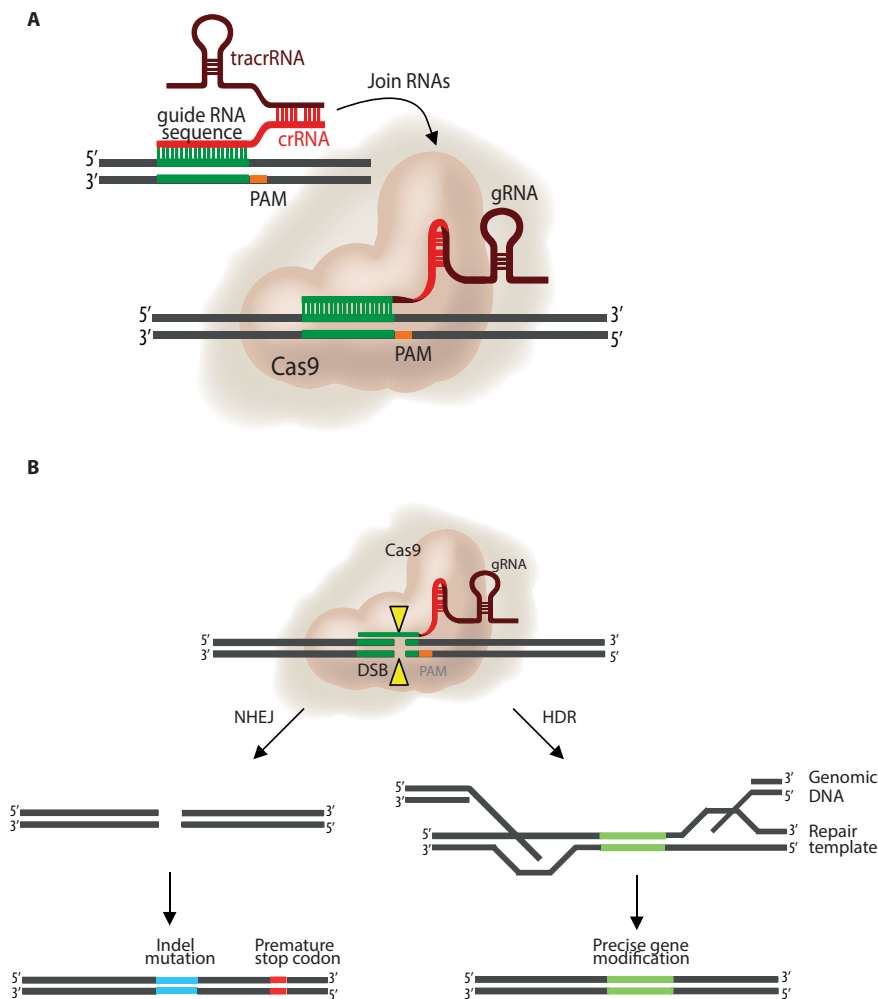 A
tracrRNA
Join RNAs
guide RNA
sequence
crRNA
5’
3’
PAM
gRNA
5’
3’
3’
5’
PAM
Cas9
B
Cas9
gRNA
5’
3’
3’
5’
DSB
PAM
NHEJ
HDR
5’
3’
3’
5’
5’
3’
3’
5’
Genomic
DNA
5’
3’
3’
5’
Repair
template
Indel
mutation
Premature
stop codon
5’
3’
3’
5’
Precise gene
modification
5’
3’
3’
5’